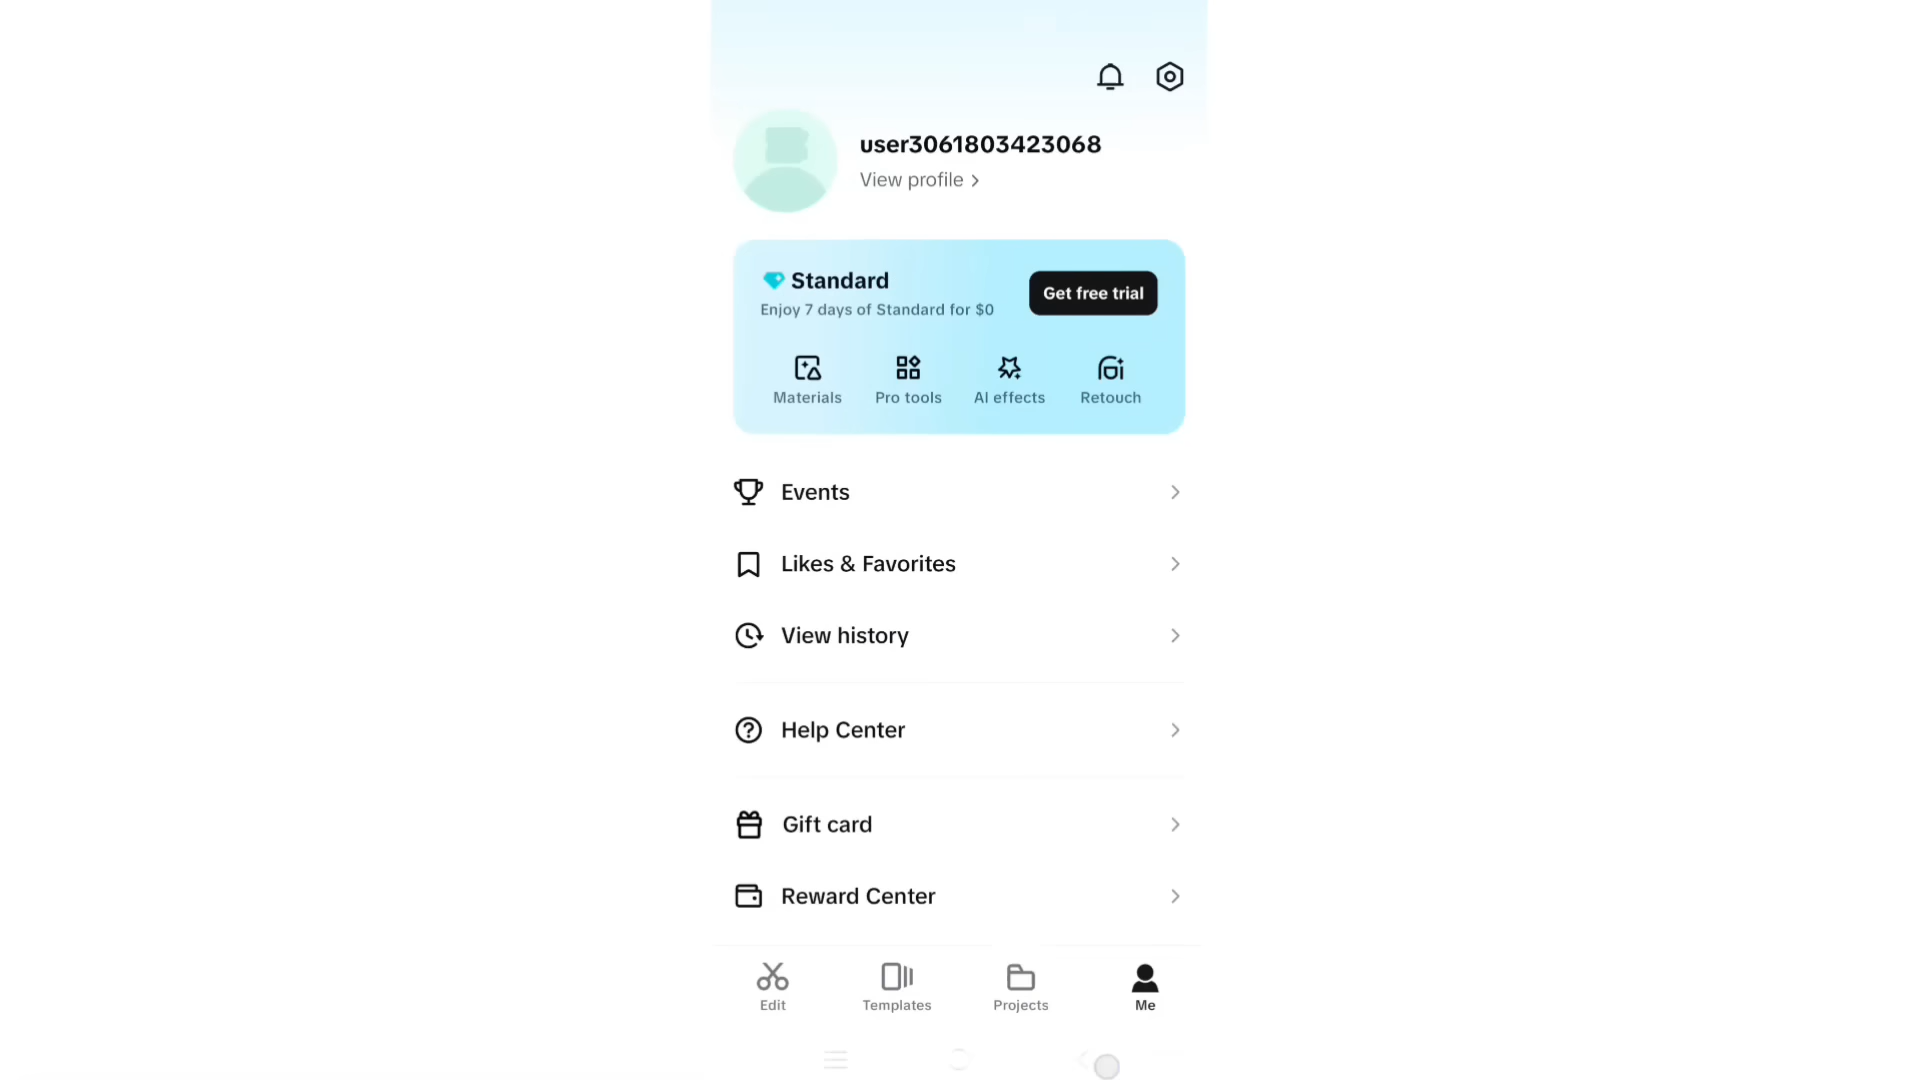 user3061803423068
View profile
Standard
Get free trial
Enjoy 7 days of Standard for $0
Materials
Pro tools
AI effects
Retouch
Events
Likes & Favorites
View history
Help Center
Gift card
Reward Center
Edit
Templates
Projects
Me